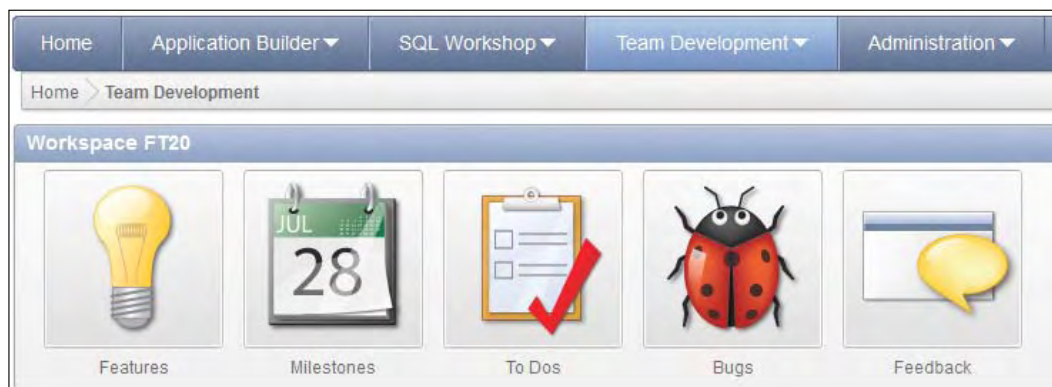 Home Application Builder SQL Workshop Team Development Administration
Home Team Development
Workspace FT20
JUL
28
Features Milestones To Dos Bugs Feedback